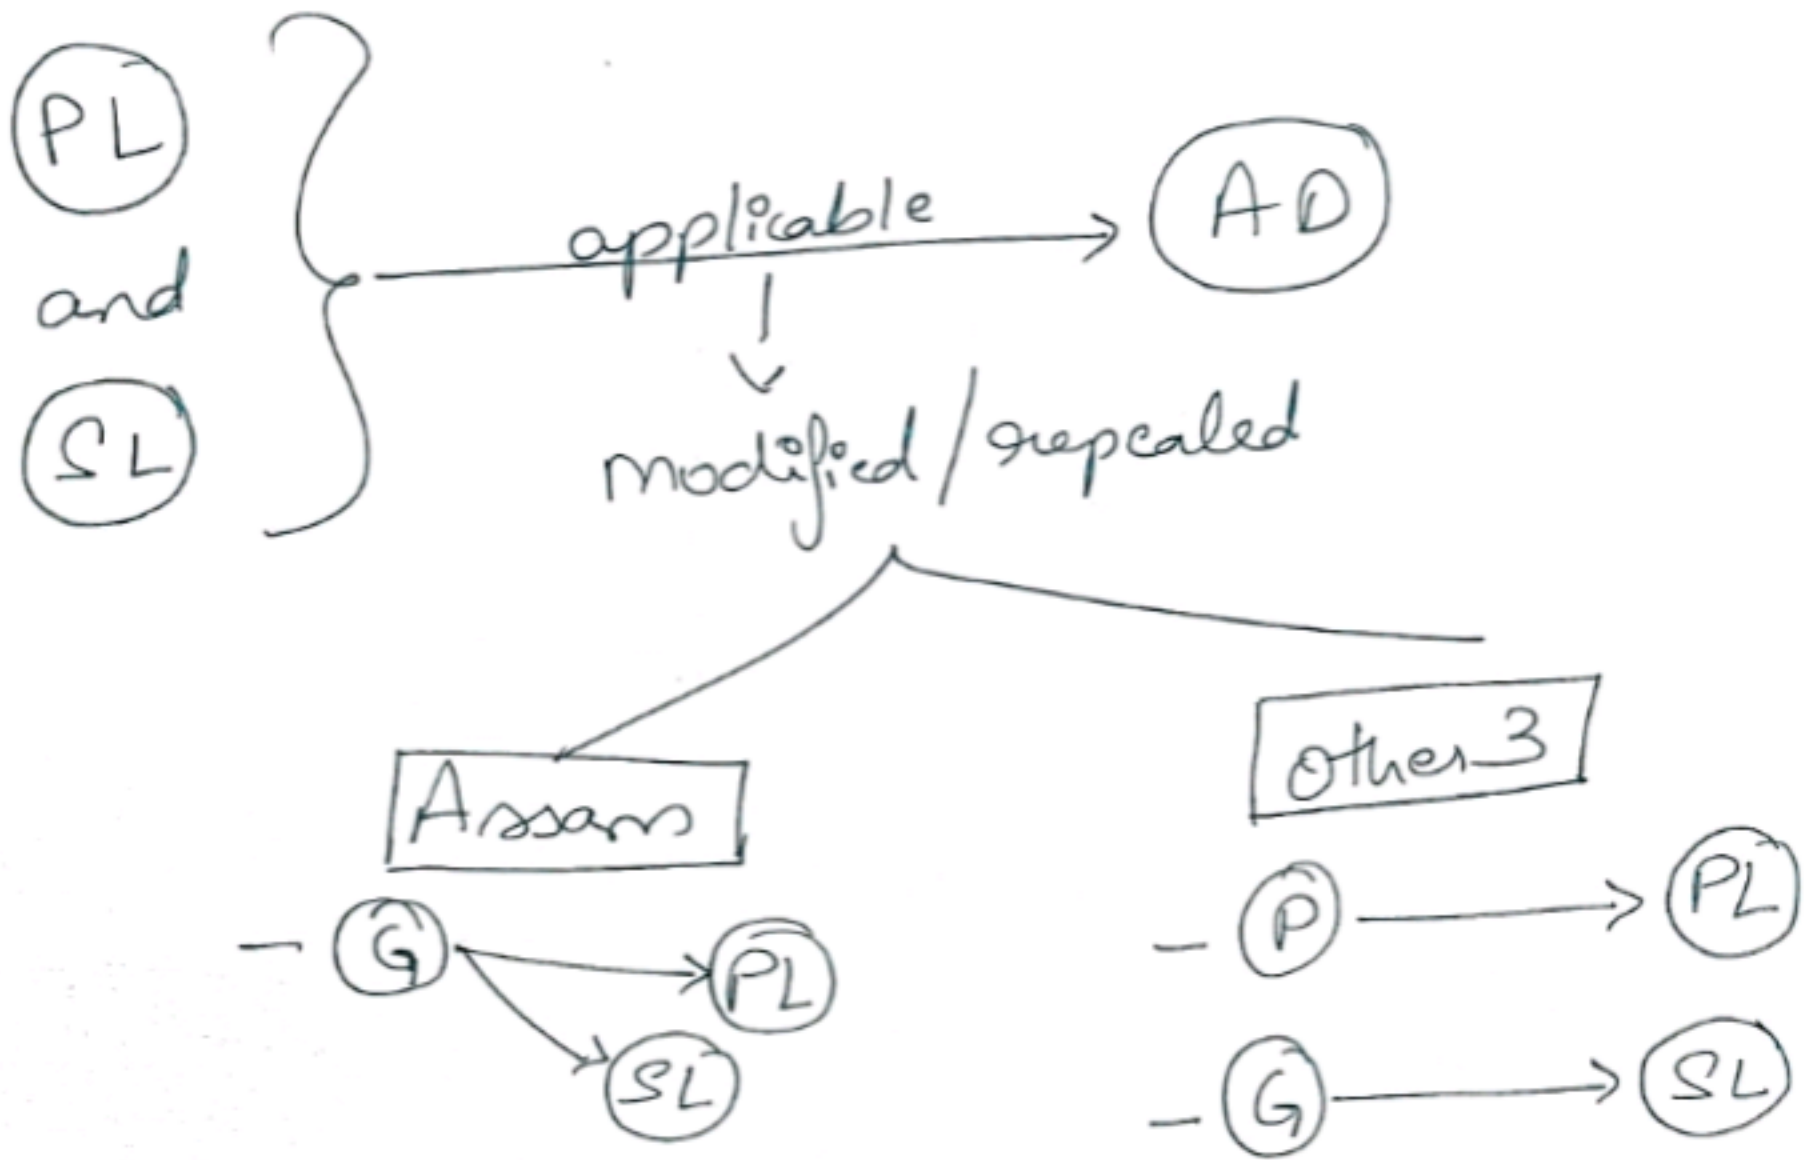 PL
and
SL
applicable
AD
modified/repealed
Assam
- G
PL
SL
other 3
- P
PL
- G
SL